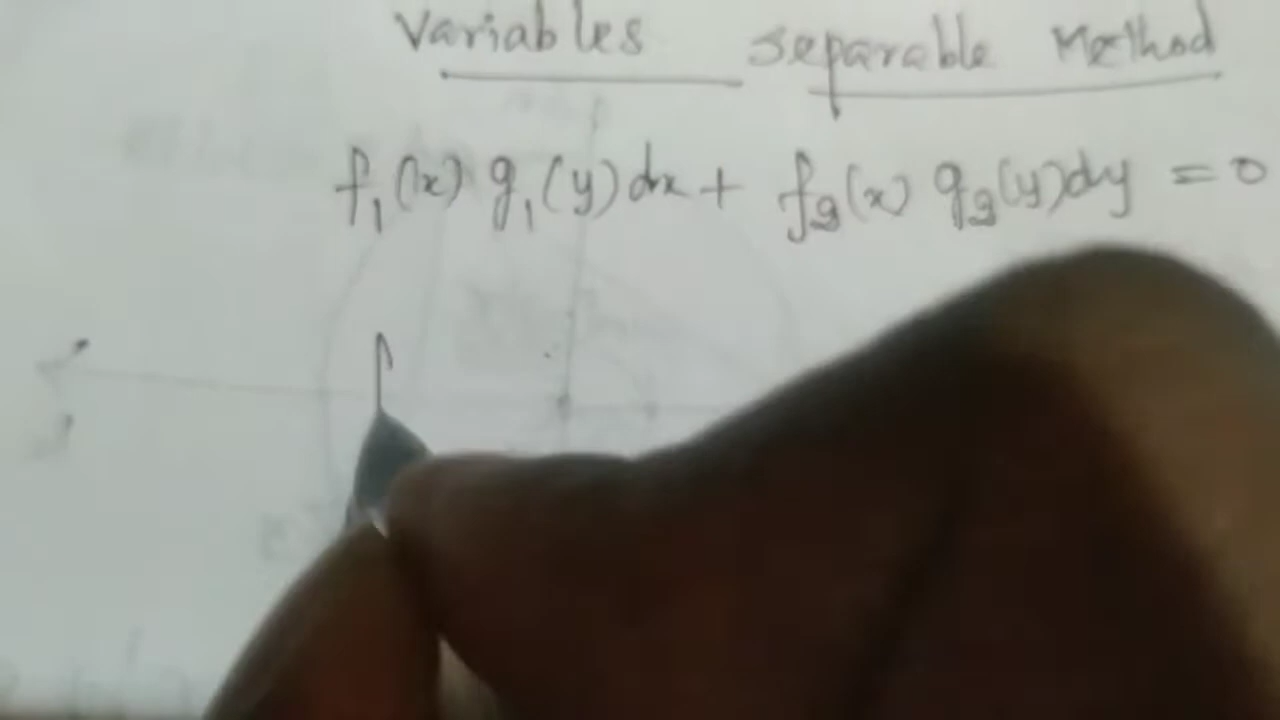 Variables separable Method
f₁(x) g₁(y)dx + f₂(x) g₂(y)dy = 0